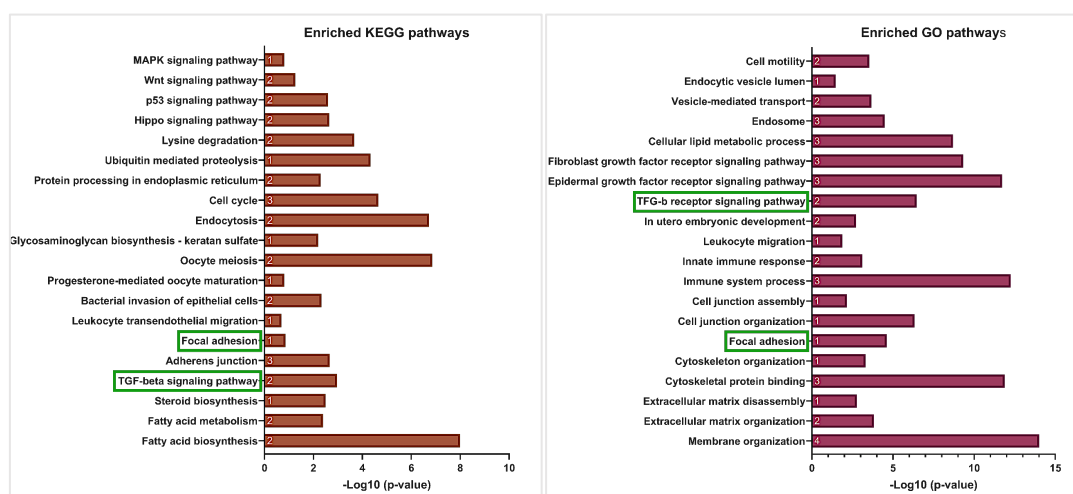 Enriched KEGG pathways
MAPK signaling pathway 1
Wnt signaling pathway 2
p53 signaling pathway 2
Hippo signaling pathway 2
Lysine degradation 2
Ubiquitin mediated proteolysis 1
Protein processing in endoplasmic reticulum 2
Cell cycle 3
Endocytosis 2
Glycosaminoglycan biosynthesis - keratan sulfate 1
Oocyte meiosis 2
Progesterone-mediated oocyte maturation 1
Bacterial invasion of epithelial cells 2
Leukocyte transendothelial migration 1
Focal adhesion 1
Adherens junction 3
TGF-beta signaling pathway 2
Steroid biosynthesis 1
Fatty acid metabolism 2
Fatty acid biosynthesis 2
0 2 4 6 8 10
-Log10 (p-value)
Enriched GO pathways
Cell motility 2
Endocytic vesicle lumen 1
Vesicle-mediated transport 2
Endosome 3
Cellular lipid metabolic process 3
Fibroblast growth factor receptor signaling pathway 3
Epidermal growth factor receptor signaling pathway 3
TFG-b receptor signaling pathway 2
In utero embryonic development 2
Leukocyte migration 1
Innate immune response 2
Immune system process 3
Cell junction assembly 1
Cell junction organization 1
Focal adhesion 1
Cytoskeleton organization 1
Cytoskeletal protein binding 3
Extracellular matrix disassembly 1
Extracellular matrix organization 2
Membrane organization 4
0 5 10 15
-Log10 (p-value)